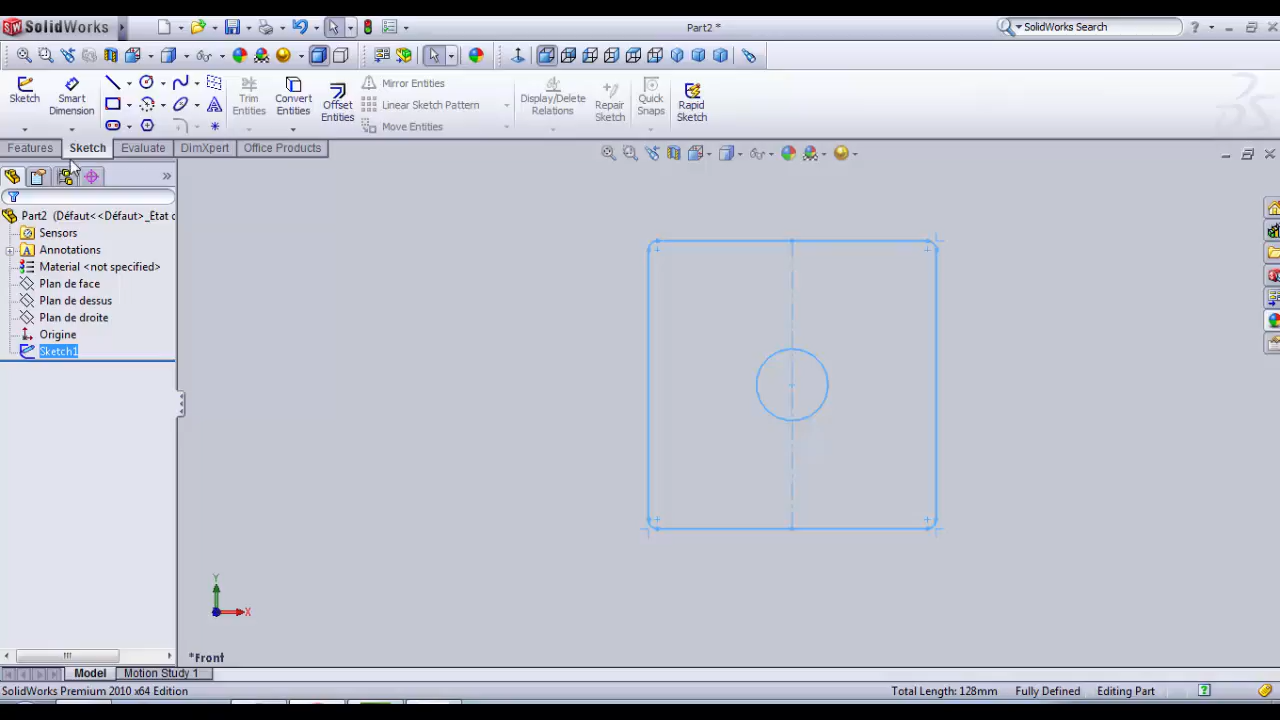 SolidWorks
Part2 *
SolidWorks Search
Sketch
Smart Dimension
Trim Entities
Convert Entities
Offset Entities
Mirror Entities
Linear Sketch Pattern
Move Entities
Display/Delete Relations
Repair Sketch
Quick Snaps
Rapid Sketch
Features
Sketch
Evaluate
DimXpert
Office Products
Part2 (Défaut<<Défaut>_Etat c
Sensors
Annotations
Material <not specified>
Plan de face
Plan de dessus
Plan de droite
Origine
Sketch1
Y
X
*Front
Model
Motion Study 1
SolidWorks Premium 2010 x64 Edition
Total Length: 128mm
Fully Defined
Editing Part